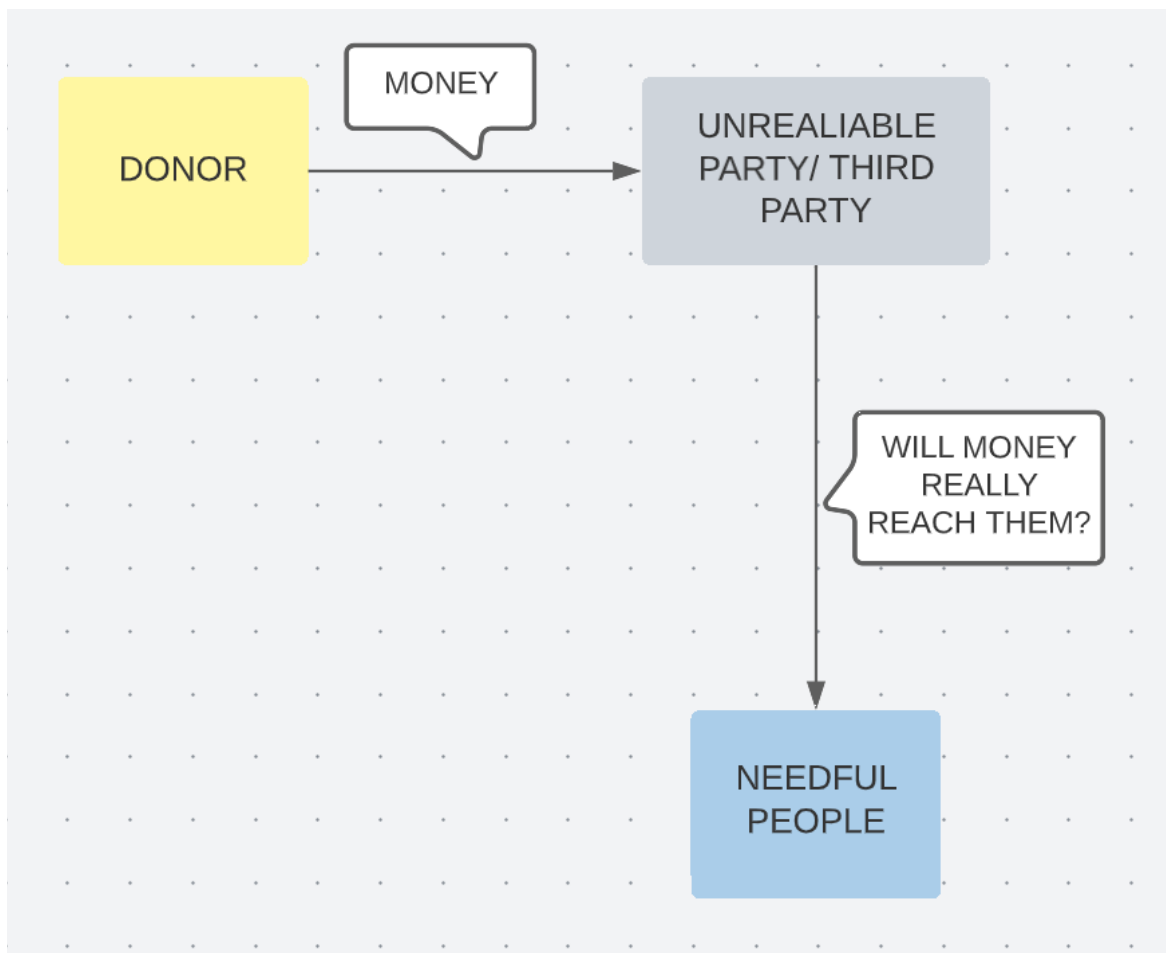 MONEY
DONOR
UNREALIABLE
PARTY/ THIRD
PARTY
WILL MONEY
REALLY
REACH THEM?
NEEDFUL
PEOPLE